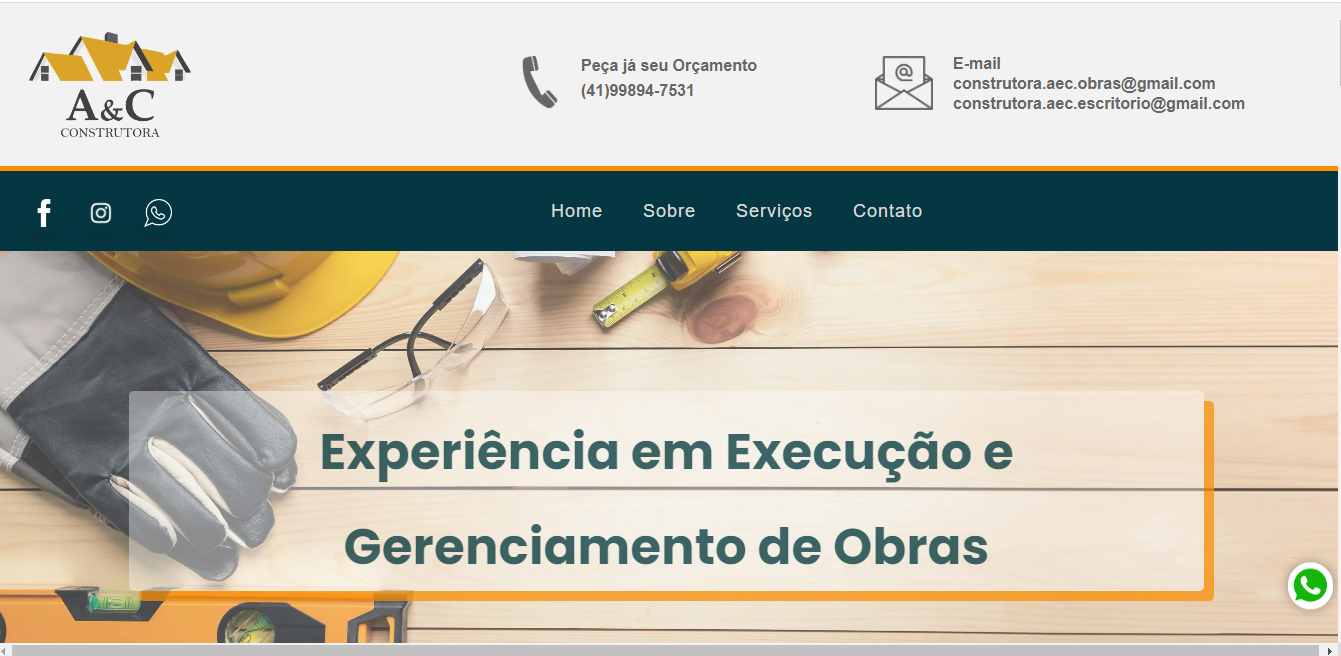 A&C
CONSTRUTORA
Peça já seu Orçamento
(41)99894-7531
E-mail
construtora.aec.obras@gmail.com
construtora.aec.escritorio@gmail.com
Home
Sobre
Serviços
Contato
Experiência em Execução e
Gerenciamento de Obras